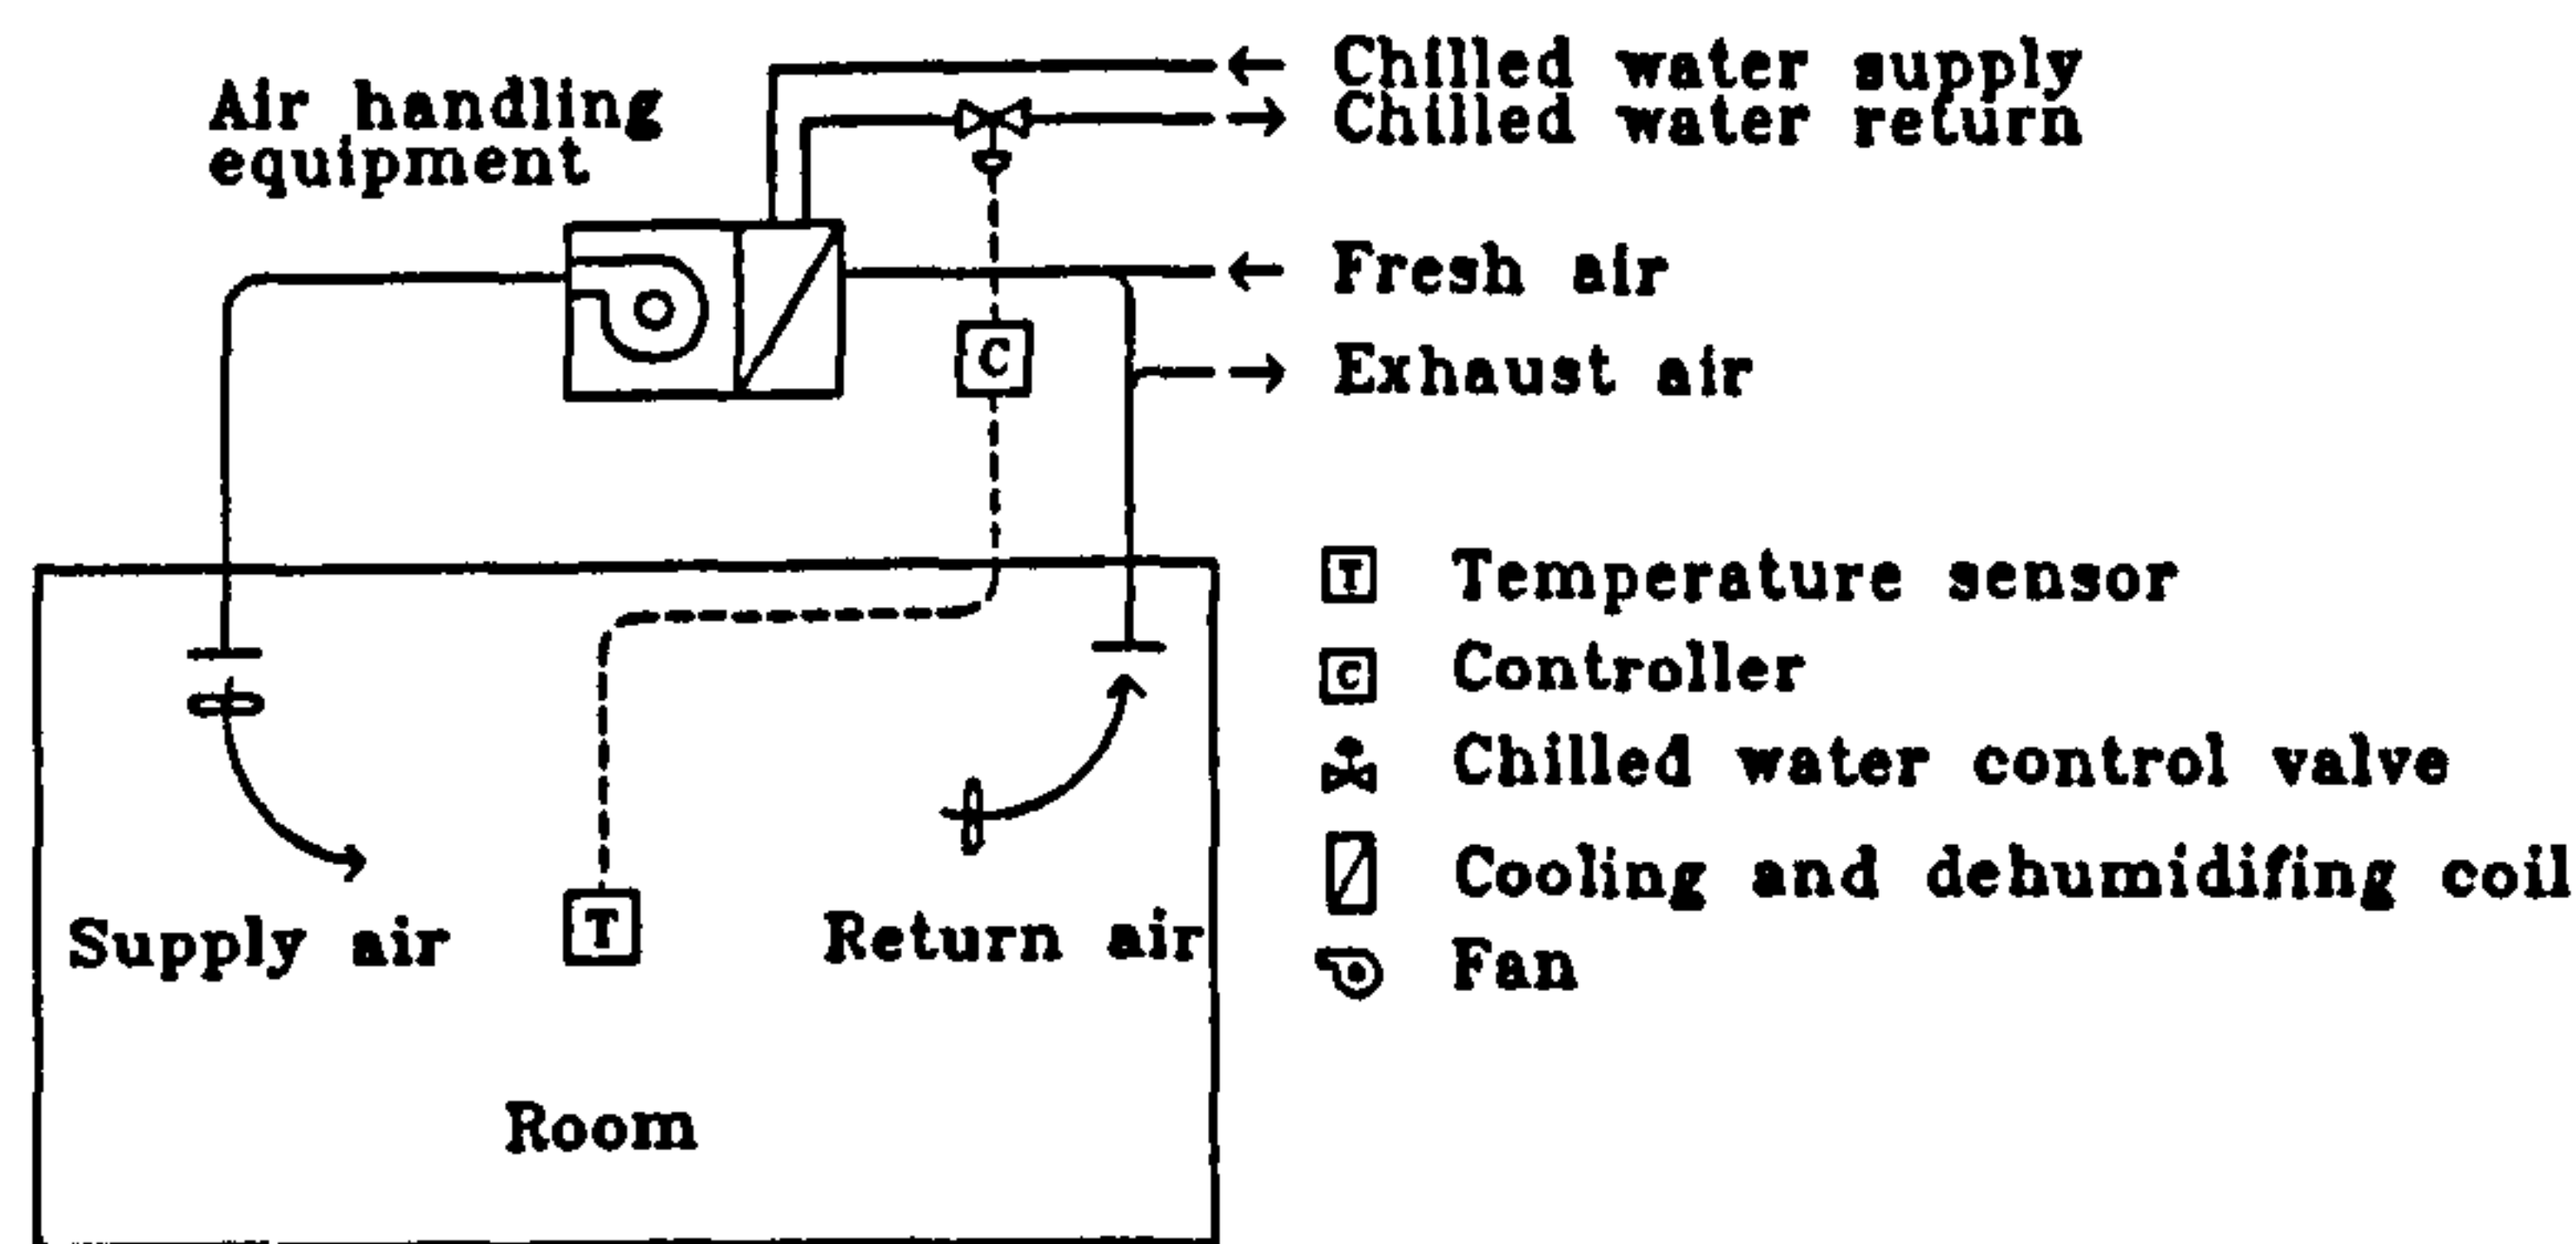 Air handling
equipment
Chilled water supply
Chilled water return
Fresh air
C
Exhaust air
T Temperature sensor
C Controller
Chilled water control valve
Cooling and dehumidifing coil
Fan
Supply air
T
Return air
Room